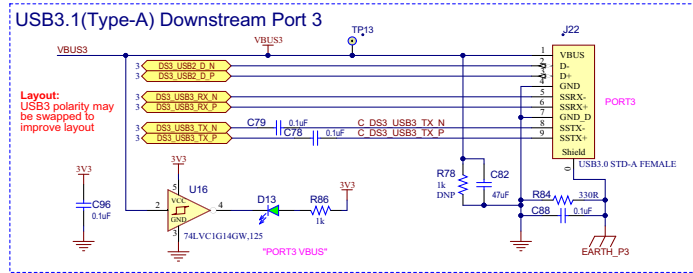 USB3.1(Type-A) Downstream Port 3
VBUS3
VBUS3
TP13
J22
3 DS3_USB2_D_N
3 DS3_USB2_D_P
3 DS3_USB3_RX_N
3 DS3_USB3_RX_P
3 DS3_USB3_TX_N
3 DS3_USB3_TX_P
Layout:
USB3 polarity may
be swapped to
improve layout
C79
0.1uF
C78
0.1uF
C_DS3_USB3_TX_N
C_DS3_USB3_TX_P
1 VBUS
2 D-
3 D+
4 GND
5 SSRX-
6 SSRX+
7 GND_D
8 SSTX-
9 SSTX+
Shield
0
PORT3
USB3.0 STD-A FEMALE
3V3
C96
0.1uF
3V3
U16
5
VCC
2
4
GND
3
74LVC1G14GW,125
D13
R86
1k
3V3
"PORT3 VBUS"
R78
1k
DNP
C82
47uF
R84
330R
C88
0.1uF
EARTH_P3